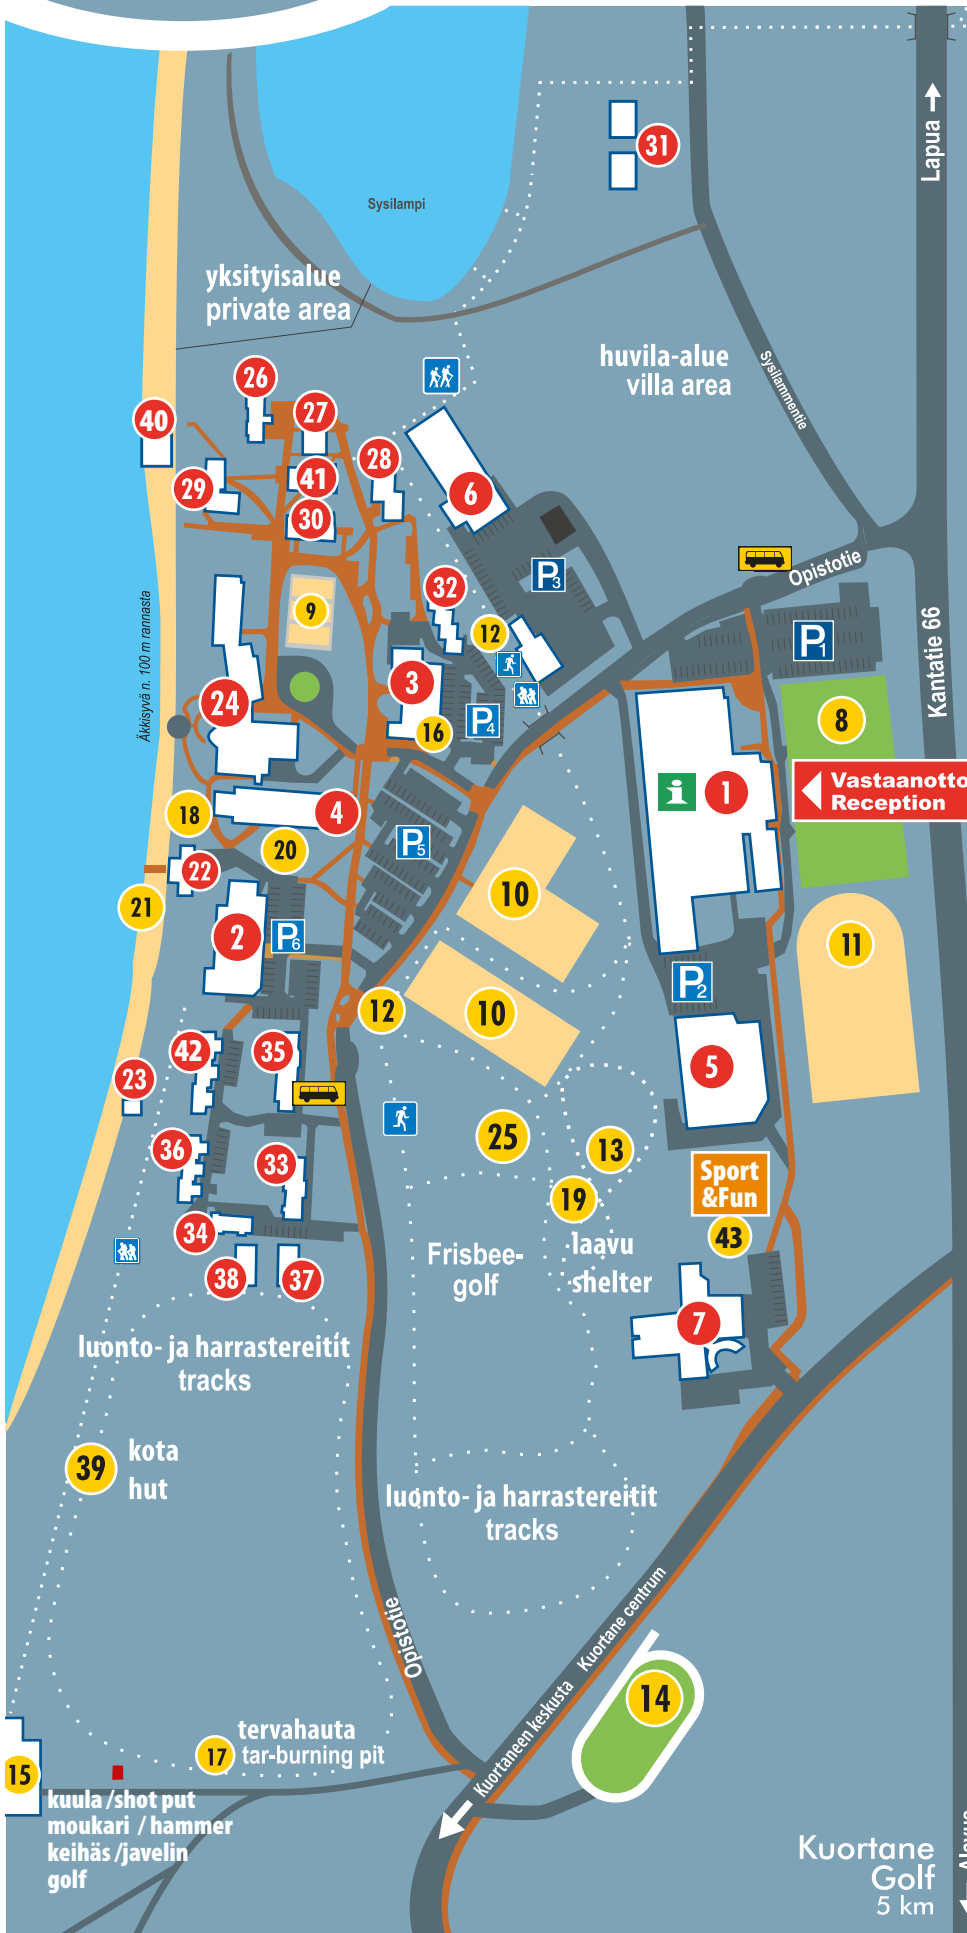 Lapua
31
Sysilampi
yksityisalue
private area
huvila-alue
villa area
Sysilammentie
26
40
27
28
41
29
6
30
P3
Opistotie
Äkkisyvä n. 100 m rannasta
9
32
12
P1
Kantatie 66
3
24
16
P4
8
i
1
Vastaanotto
Reception
18
4
20
P5
22
10
21
2
P6
11
12
10
P2
42
35
5
23
25
13
36
33
Sport
&Fun
19
34
43
laavu
shelter
Frisbee-
golf
38
37
7
luonto- ja harrastereitit
tracks
39
kota
hut
luonto- ja harrastereitit
tracks
Opistotie
Kuortaneen keskusta Kuortane centrum
14
17
tervahauta
tar-burning pit
15
kuula /shot put
moukari / hammer
keihäs /javelin
golf
Kuortane
Golf
5 km
Alavus